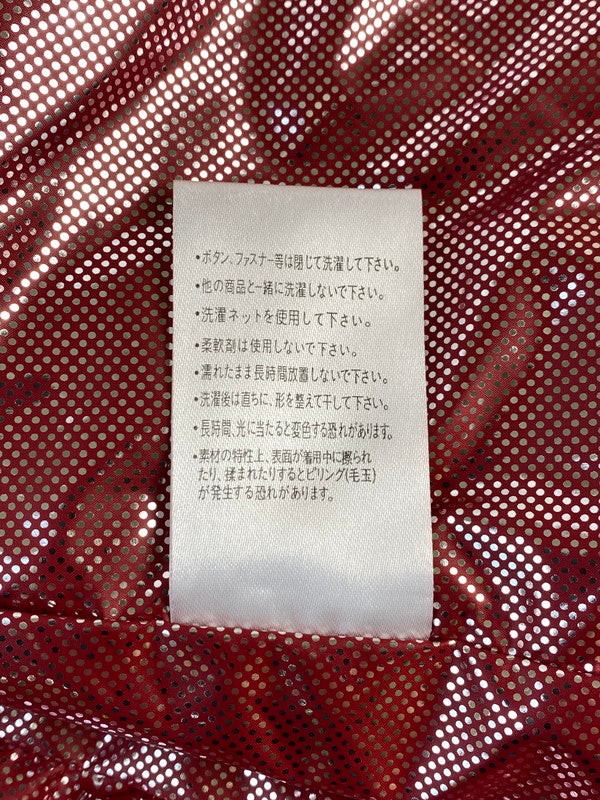 •ボタン、ファスナー等は閉じて洗濯して下さい。
•他の商品と一緒に洗濯しないで下さい。
•洗濯ネットを使用して下さい。
•柔軟剤は使用しないで下さい。
•濡れたまま長時間放置しないで下さい。
•洗濯後は直ちに、形を整えて干して下さい。
•長時間、光に当たると変色する恐れがあります。
•素材の特性上、表面が着用中に擦られ
たり、揉まれたりするとピリング(毛玉)
が発生する恐れがあります。